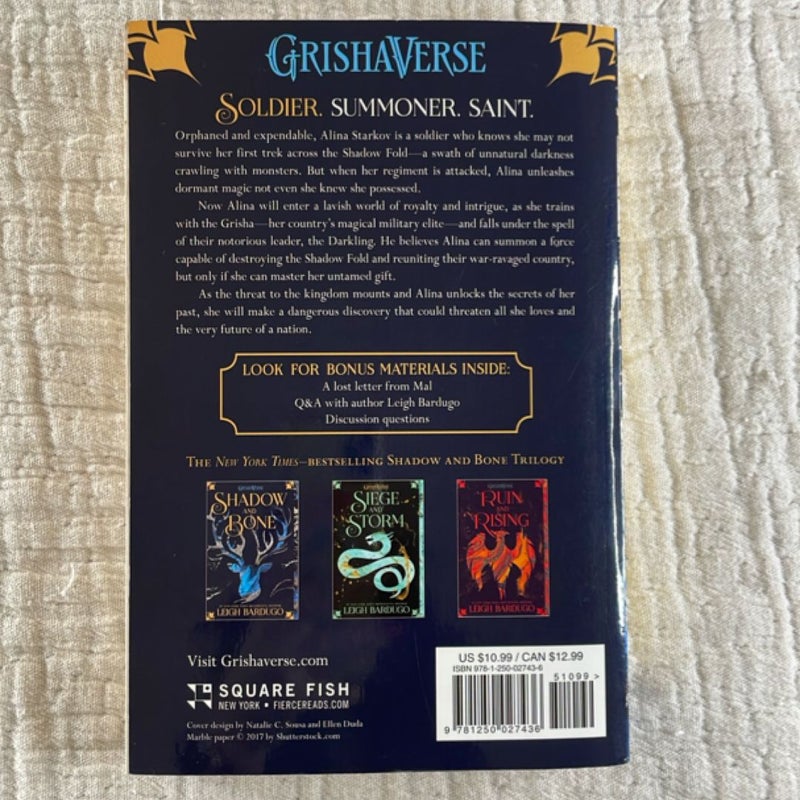 GRISHAVERSE
SOLDIER. SUMMONER. SAINT.
Orphaned and expendable, Alina Starkov is a soldier who knows she may not
survive her first trek across the Shadow Fold—a swath of unnatural darkness
crawling with monsters. But when her regiment is attacked, Alina unleashes
dormant magic not even she knew she possessed.
Now Alina will enter a lavish world of royalty and intrigue, as she trains
with the Grisha—her country's magical military elite—and falls under the spell
of their notorious leader, the Darkling. He believes Alina can summon a force
capable of destroying the Shadow Fold and reuniting their war-ravaged country,
but only if she can master her untamed gift.
As the threat to the kingdom mounts and Alina unlocks the secrets of her
past, she will make a dangerous discovery that could threaten all she loves and
the very future of a nation.
LOOK FOR BONUS MATERIALS INSIDE:
A lost letter from Mal
Q&A with author Leigh Bardugo
Discussion questions
THE NEW YORK TIMES–BESTSELLING SHADOW AND BONE TRILOGY
GRISHAVERSE
SHADOW
AND
BONE
LEIGH BARDUGO
SIEGE
AND
STORM
LEIGH BARDUGO
RUIN
AND
RISING
LEIGH BARDUGO
Visit Grishaverse.com
SQUARE FISH
NEW YORK • FIERCEREADS.COM
Cover design by Natalie C. Sousa and Ellen Duda
Marble paper © 2017 by Shutterstock.com
US $10.99 / CAN $12.99
ISBN 978-1-250-02743-6
51099>
9 781250 027436